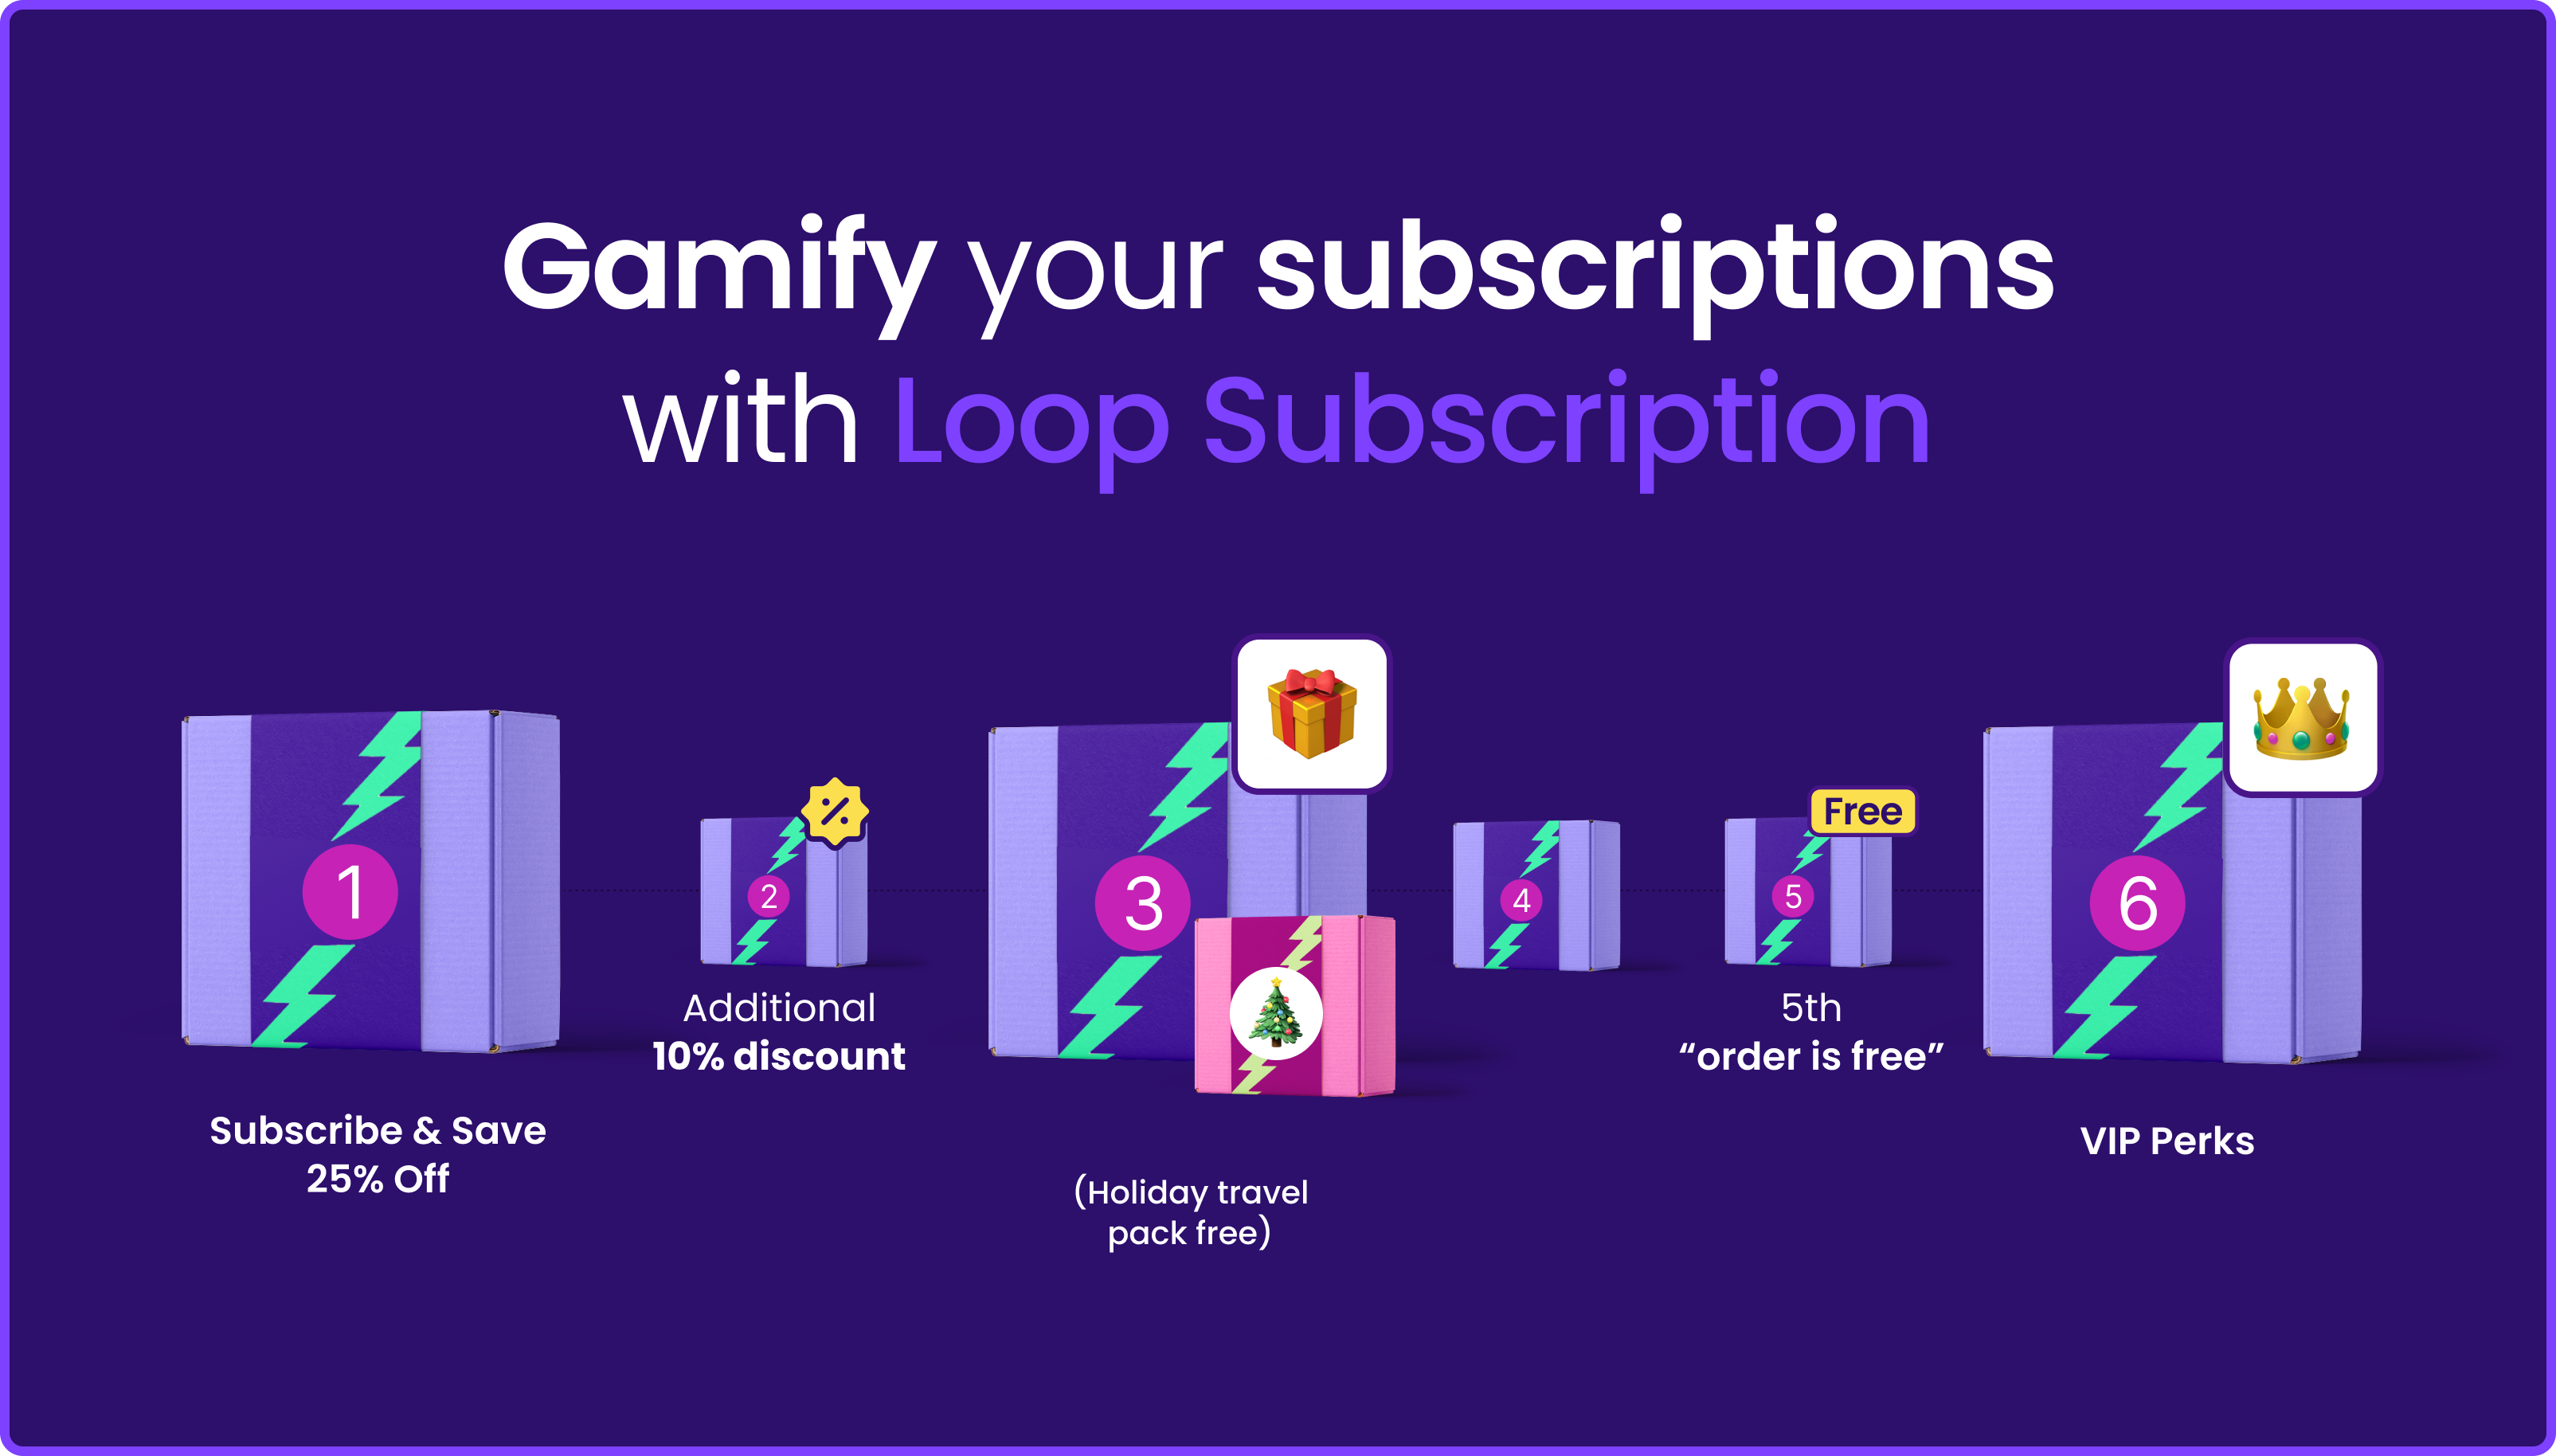 Gamify your subscriptions
with Loop Subscription
1
Subscribe & Save
25% Off
2
Additional
10% discount
3
(Holiday travel
pack free)
4
Free
5
5th
“order is free”
6
VIP Perks